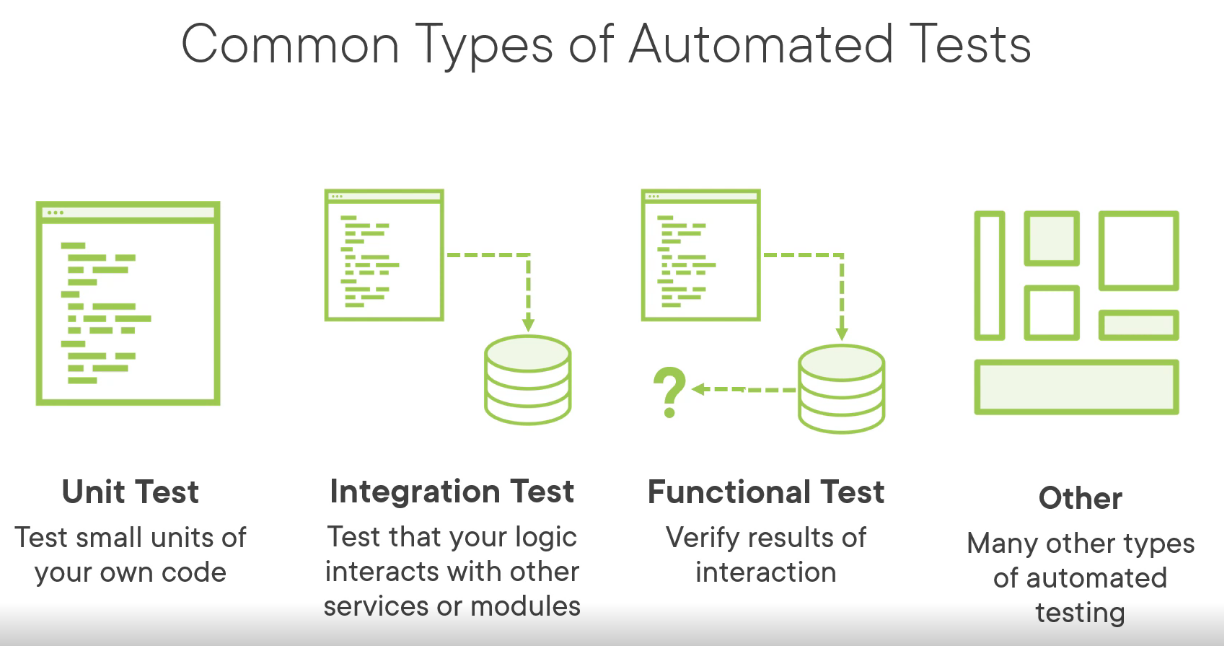 Common Types of Automated Tests
?
Unit Test
Test small units of
your own code
Integration Test
Test that your logic
interacts with other
services or modules
Functional Test
Verify results of
interaction
Other
Many other types
of automated
testing